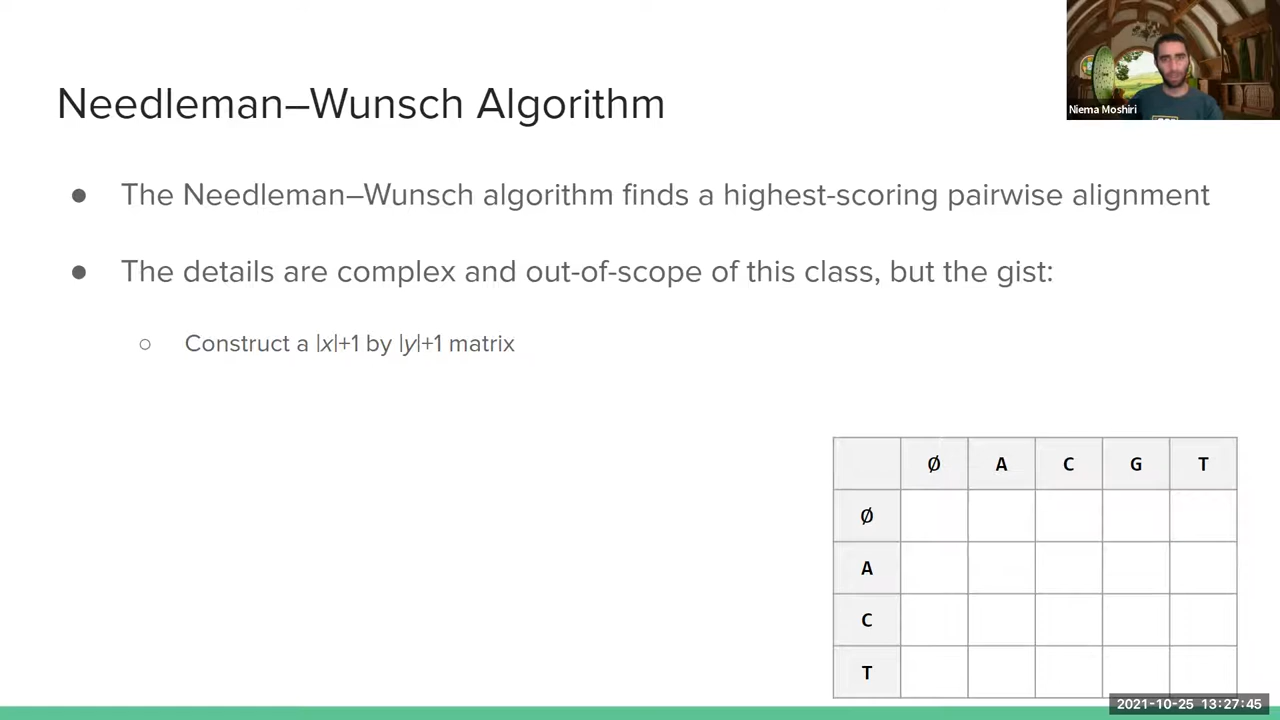 Needleman–Wunsch Algorithm
Niema Moshiri
● The Needleman–Wunsch algorithm finds a highest-scoring pairwise alignment
● The details are complex and out-of-scope of this class, but the gist:
○ Construct a |x|+1 by |y|+1 matrix
Ø A C G T
Ø
A
C
T
2021-10-25 13:27:45